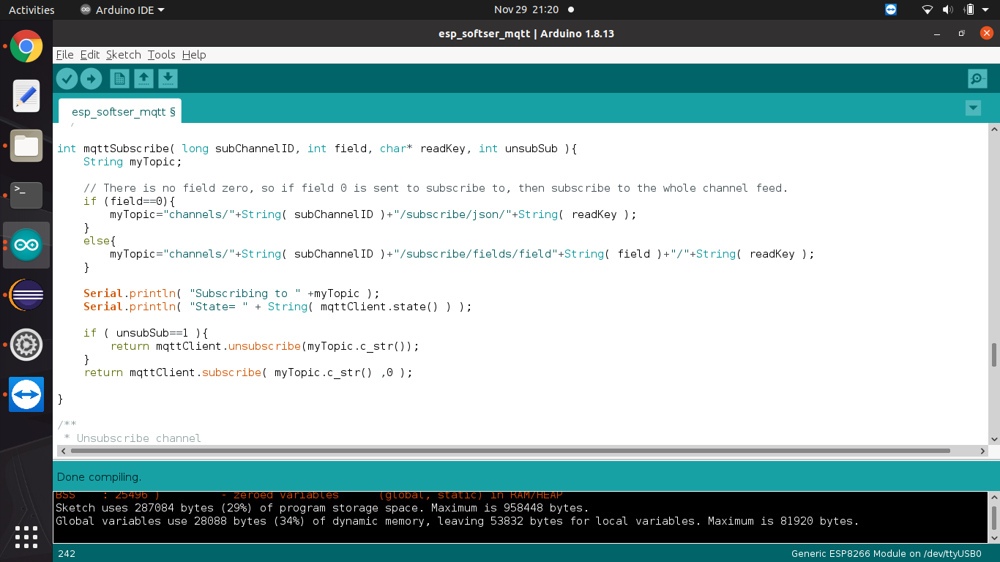 Activities
Arduino IDE
Nov 29 21:20
esp_softser_mqtt | Arduino 1.8.13
File Edit Sketch Tools Help
esp_softser_mqtt §
int mqttSubscribe( long subChannelID, int field, char* readKey, int unsubSub ){
String myTopic;
// There is no field zero, so if field 0 is sent to subscribe to, then subscribe to the whole channel feed.
if (field==0){
myTopic="channels/"+String( subChannelID )+"/subscribe/json/"+String( readKey );
}
else{
myTopic="channels/"+String( subChannelID )+"/subscribe/fields/field"+String( field )+"/"+String( readKey );
}
Serial.println( "Subscribing to " +myTopic );
Serial.println( "State= " + String( mqttClient.state() ) );
if ( unsubSub==1 ){
return mqttClient.unsubscribe(myTopic.c_str());
}
return mqttClient.subscribe( myTopic.c_str() ,0 );
}
/**
* Unsubscribe channel
Done compiling.
BSS : 25496 ) - zeroed variables (global, static) in RAM/HEAP
Sketch uses 287084 bytes (29%) of program storage space. Maximum is 958448 bytes.
Global variables use 28088 bytes (34%) of dynamic memory, leaving 53832 bytes for local variables. Maximum is 81920 bytes.
242
Generic ESP8266 Module on /dev/ttyUSB0